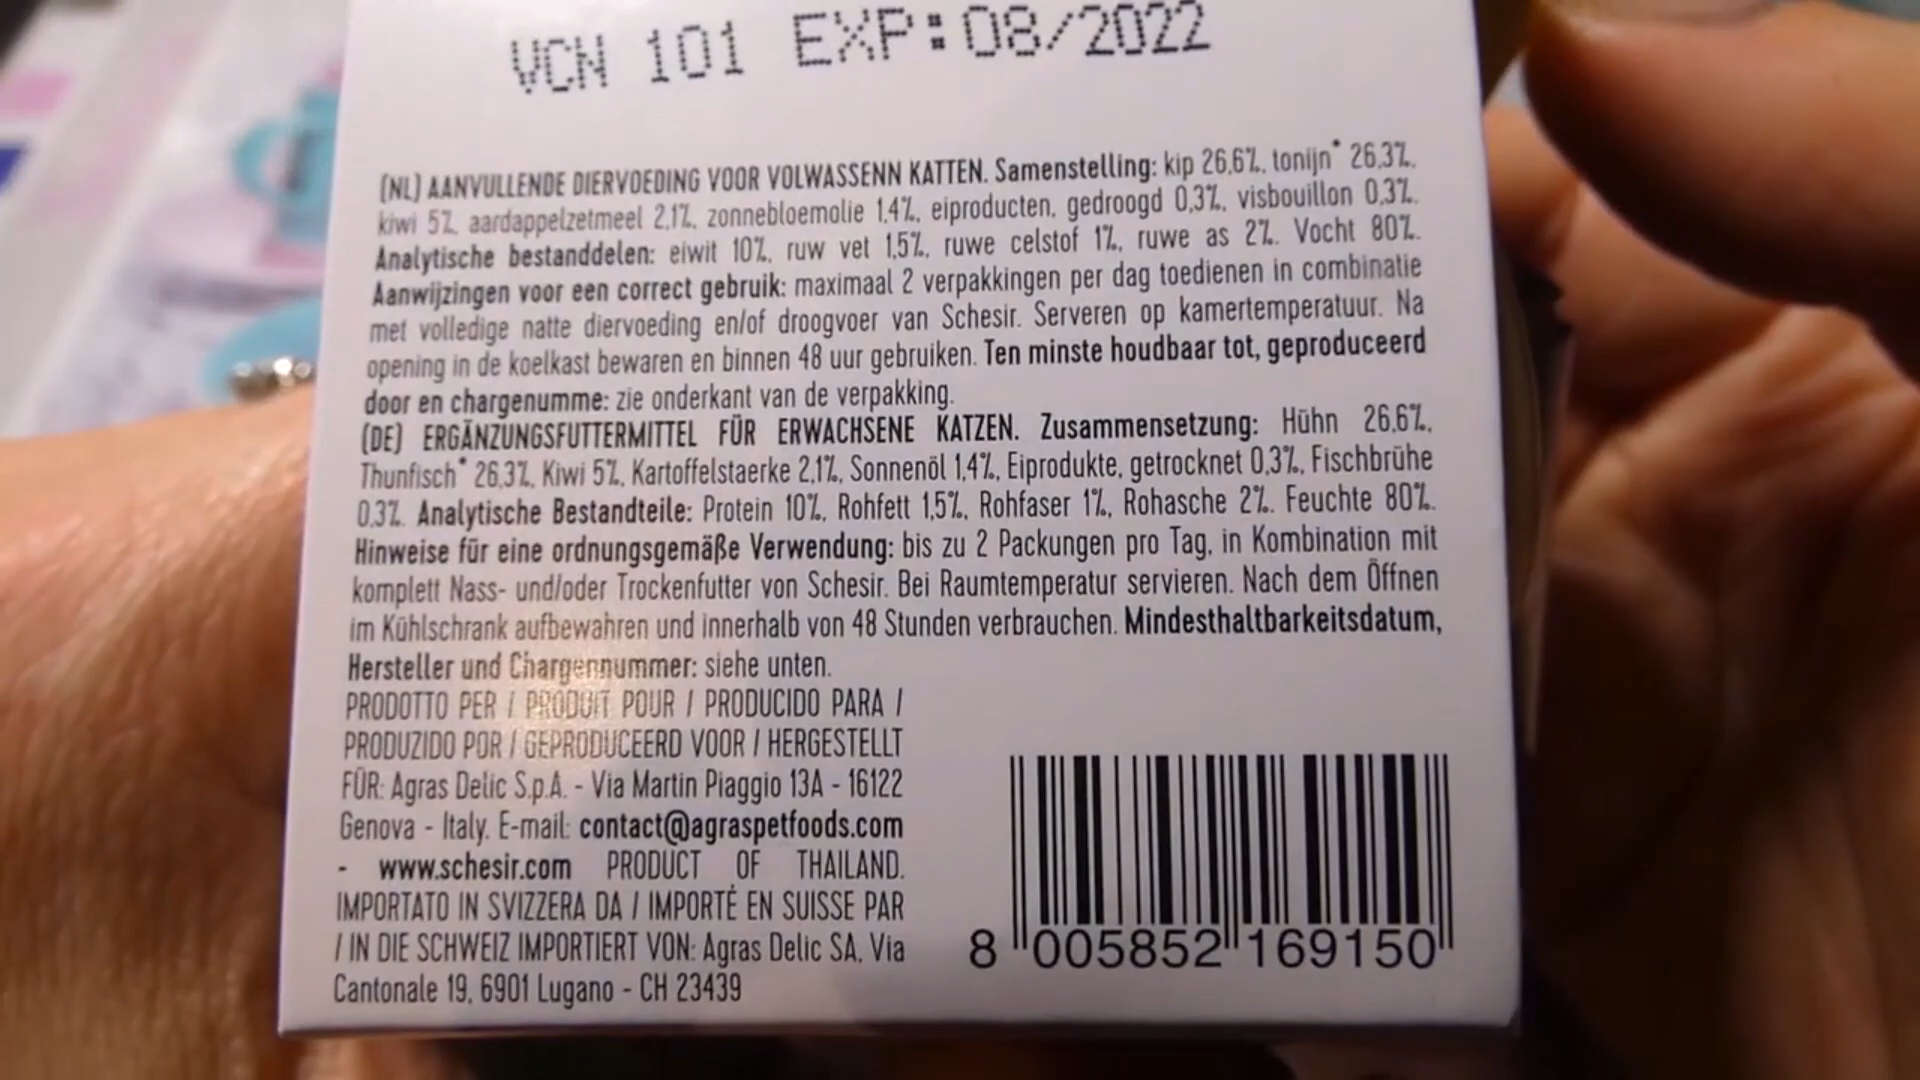 VCN 101 EXP:08/2022
(NL) AANVULLENDE DIERVOEDING VOOR VOLWASSENN KATTEN. Samenstelling: kip 26,6%, tonijn* 26,3%,
kiwi 5%, aardappelzetmeel 2,1%, zonnebloemolie 1,4%, eiproducten, gedroogd 0,3%, visbouillon 0,3%.
Analytische bestanddelen: eiwit 10%, ruw vet 1,5%, ruwe celstof 1%, ruwe as 2%. Vocht 80%.
Aanwijzingen voor een correct gebruik: maximaal 2 verpakkingen per dag toedienen in combinatie
met volledige natte diervoeding en/of droogvoer van Schesir. Serveren op kamertemperatuur. Na
opening in de koelkast bewaren en binnen 48 uur gebruiken. Ten minste houdbaar tot, geproduceerd
door en chargenumme: zie onderkant van de verpakking.
(DE) ERGÄNZUNGSFUTTERMITTEL FÜR ERWACHSENE KATZEN. Zusammensetzung: Hühn 26,6%,
Thunfisch* 26,3%, Kiwi 5%, Kartoffelstaerke 2,1%, Sonnenöl 1,4%, Eiprodukte, getrocknet 0,3%, Fischbrühe
0,3%. Analytische Bestandteile: Protein 10%, Rohfett 1,5%, Rohfaser 1%, Rohasche 2%. Feuchte 80%.
Hinweise für eine ordnungsgemäße Verwendung: bis zu 2 Packungen pro Tag, in Kombination mit
komplett Nass- und/oder Trockenfutter von Schesir. Bei Raumtemperatur servieren. Nach dem Öffnen
im Kühlschrank aufbewahren und innerhalb von 48 Stunden verbrauchen. Mindesthaltbarkeitsdatum,
Hersteller und Chargennummer: siehe unten.
PRODOTTO PER / PRODUIT POUR / PRODUCIDO PARA /
PRODUZIDO POR / GEPRODUCEERD VOOR / HERGESTELLT
FÜR: Agras Delic S.p.A. - Via Martin Piaggio 13A - 16122
Genova - Italy. E-mail: contact@agraspetfoods.com
- www.schesir.com PRODUCT OF THAILAND.
IMPORTATO IN SVIZZERA DA / IMPORTÉ EN SUISSE PAR
/ IN DIE SCHWEIZ IMPORTIERT VON: Agras Delic SA, Via
Cantonale 19, 6901 Lugano - CH 23439
8 005852 169150